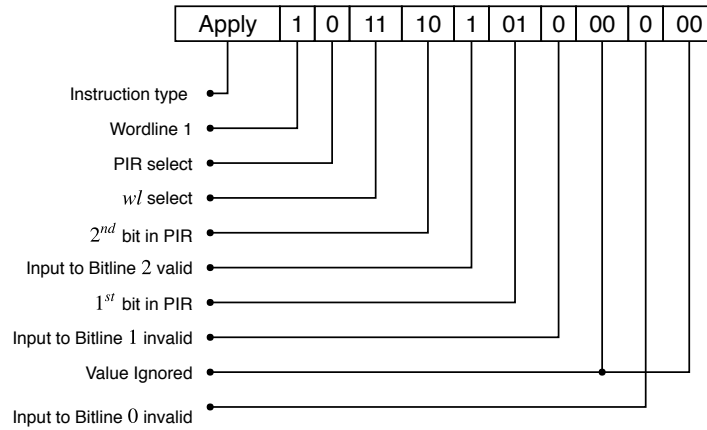 Apply 1 0 11 10 1 01 0 00 0 00
Instruction type
Wordline 1
PIR select
wl select
2nd bit in PIR
Input to Bitline 2 valid
1st bit in PIR
Input to Bitline 1 invalid
Value Ignored
Input to Bitline 0 invalid